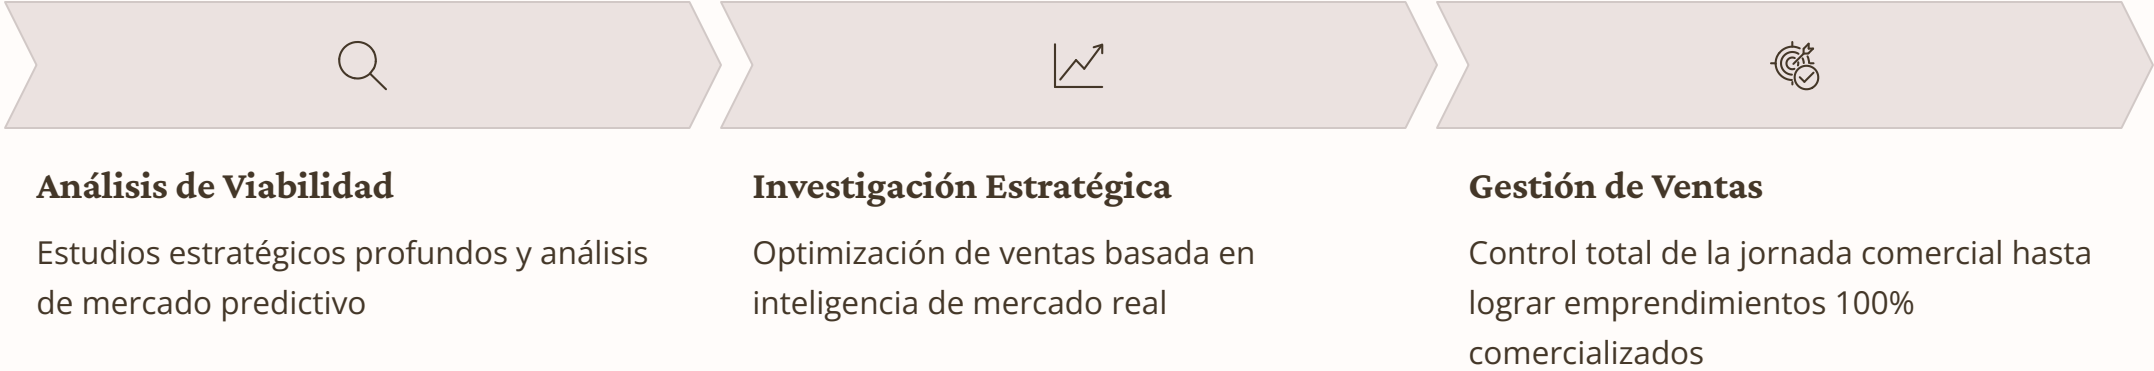 Análisis de Viabilidad
Estudios estratégicos profundos y análisis
de mercado predictivo
Investigación Estratégica
Optimización de ventas basada en
inteligencia de mercado real
Gestión de Ventas
Control total de la jornada comercial hasta
lograr emprendimientos 100%
comercializados